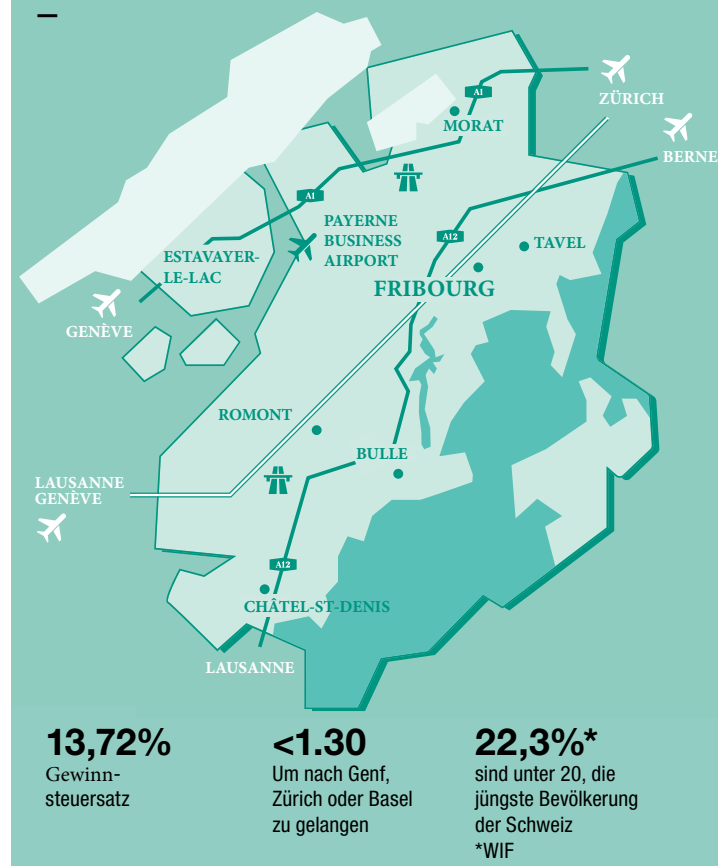 –
A1
ZÜRICH
MORAT
BERNE
A1
PAYERNE
BUSINESS
AIRPORT
A12
TAVEL
ESTAVAYER-
LE-LAC
FRIBOURG
GENÈVE
ROMONT
BULLE
LAUSANNE
GENÈVE
A12
CHÂTEL-ST-DENIS
LAUSANNE
13,72%
Gewinn-
steuersatz
<1.30
Um nach Genf,
Zürich oder Basel
zu gelangen
22,3%*
sind unter 20, die
jüngste Bevölkerung
der Schweiz
*WIF